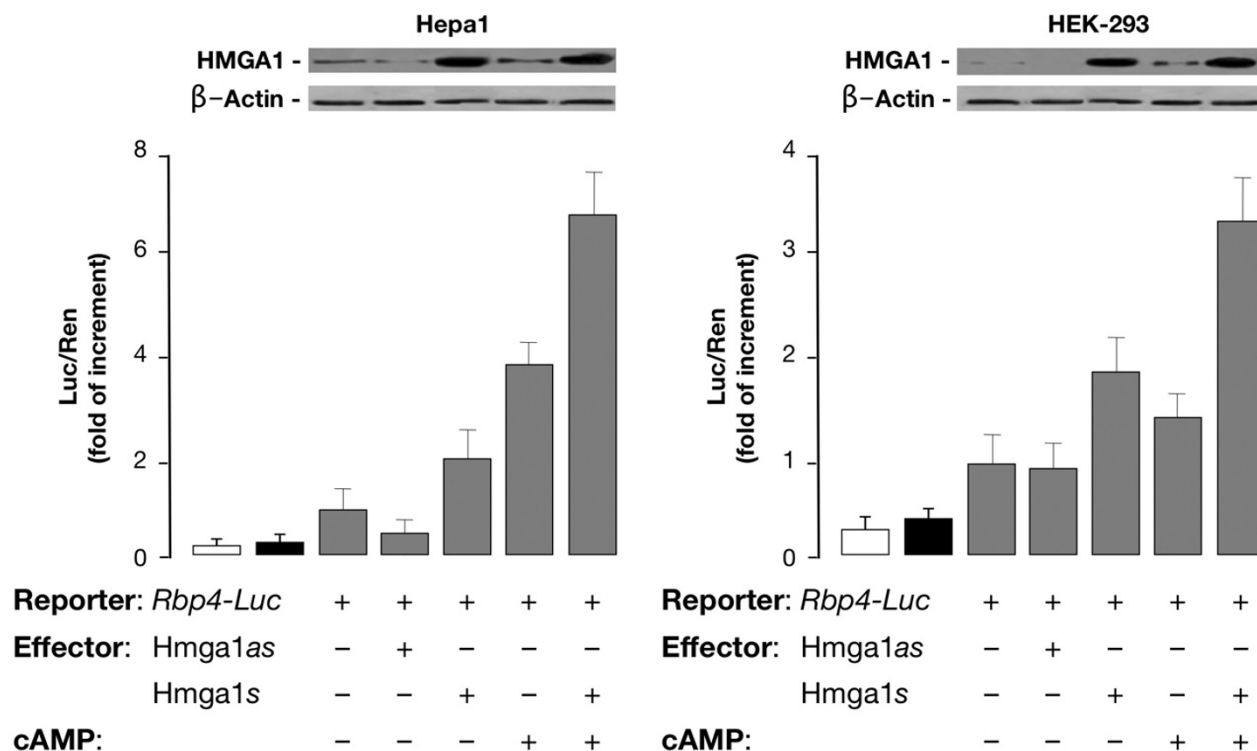 Hepa1
HMGA1 -
β–Actin -
8
6
4
2
0
Luc/Ren
(fold of increment)
Reporter: Rbp4-Luc + + + + +
Effector: Hmga1as – + – – –
Hmga1s – – + – +
cAMP: – – – + +
HEK-293
HMGA1 -
β–Actin -
4
3
2
1
0
Luc/Ren
(fold of increment)
Reporter: Rbp4-Luc + + + + +
Effector: Hmga1as – + – – –
Hmga1s – – + – +
cAMP: – – – + +